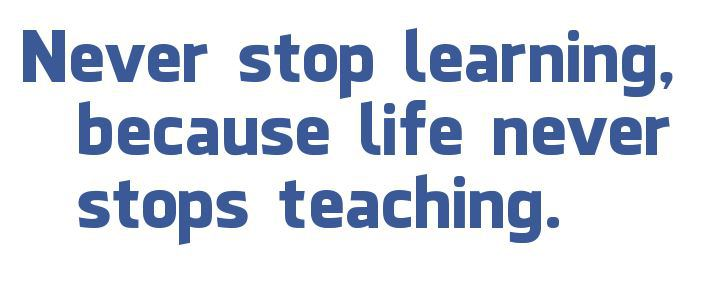 Never stop learning,
because life never
stops teaching.